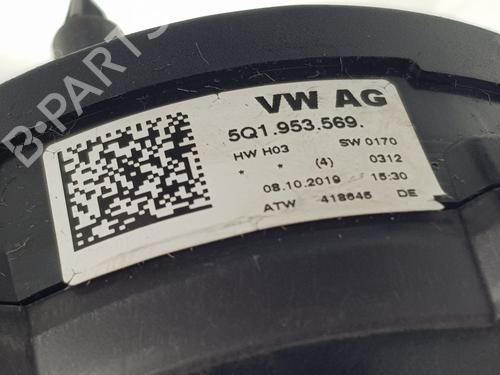 B-PARTS
VW AG
5Q1.953.569.
HW H03 SW 0170
* * (4) 0312
08.10.2019 15:30
ATW 418645 DE